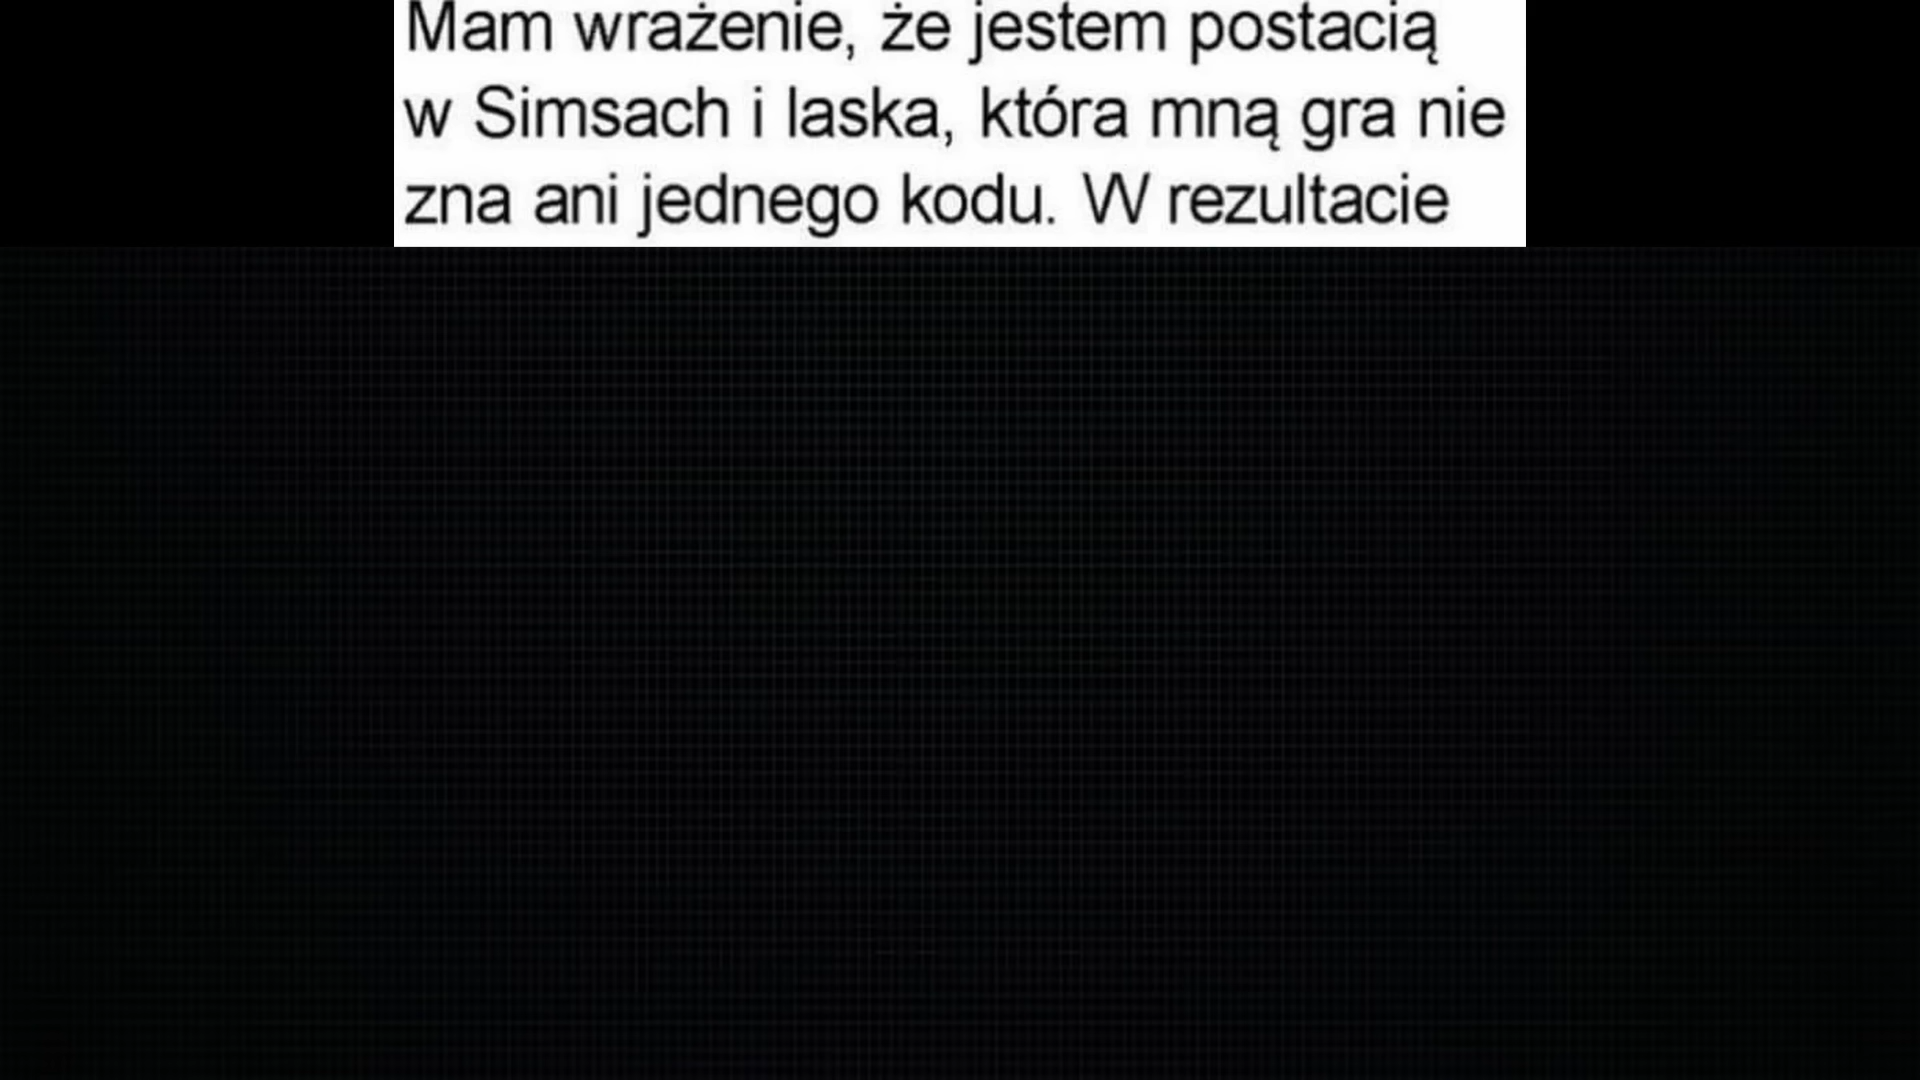 Mam wrażenie, że jestem postacią
w Simsach i laska, która mną gra nie
zna ani jednego kodu. W rezultacie